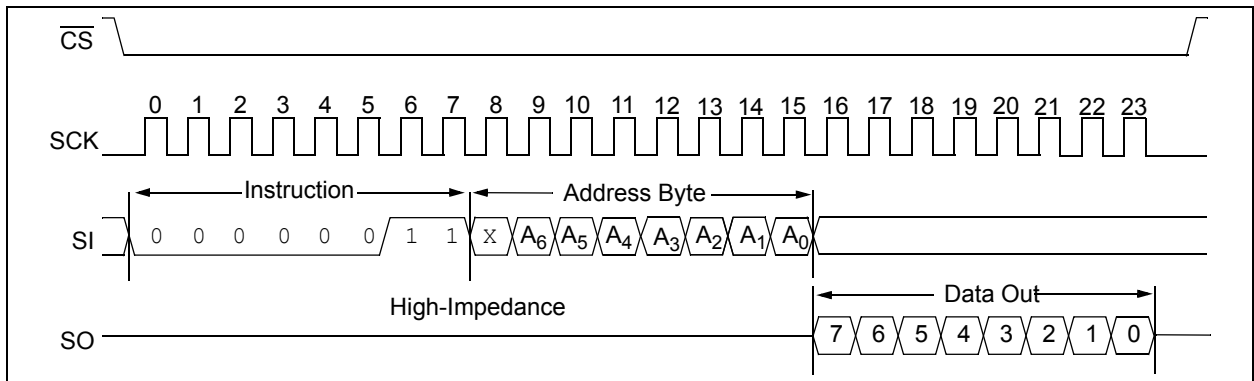 CS
0 1 2 3 4 5 6 7 8 9 10 11 12 13 14 15 16 17 18 19 20 21 22 23
SCK
Instruction Address Byte
SI 0 0 0 0 0 0 1 1 X A6 A5 A4 A3 A2 A1 A0
High-Impedance Data Out
SO 7 6 5 4 3 2 1 0